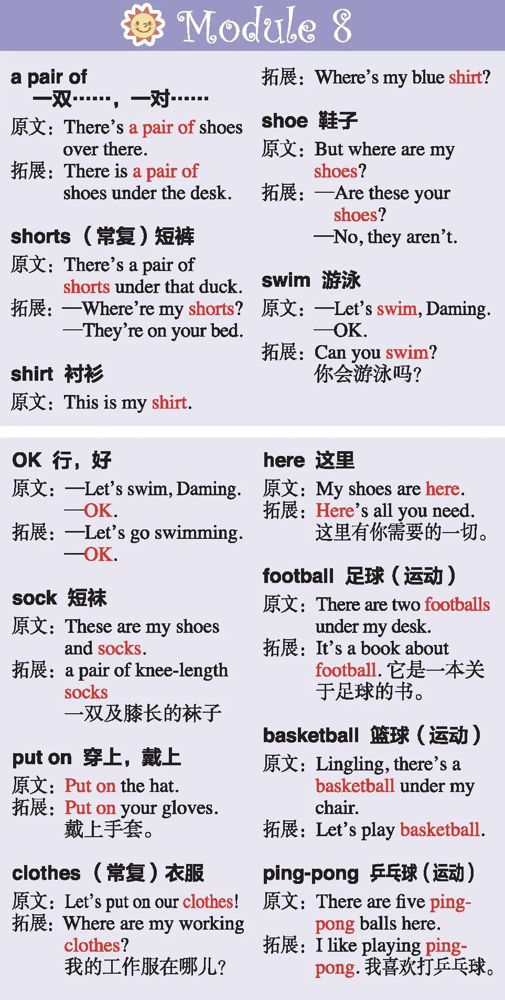 Module 8
a pair of
一双……，一对……
原文：There's a pair of shoes
over there.
拓展：There is a pair of
shoes under the desk.
shorts （常复）短裤
原文：There's a pair of
shorts under that duck.
拓展：—Where're my shorts?
—They're on your bed.
shirt 衬衫
原文：This is my shirt.
拓展：Where's my blue shirt?
shoe 鞋子
原文：But where are my
shoes?
拓展：—Are these your
shoes?
—No, they aren't.
swim 游泳
原文：—Let's swim, Daming.
—OK.
拓展：Can you swim?
你会游泳吗？
OK 行，好
原文：—Let's swim, Daming.
—OK.
拓展：—Let's go swimming.
—OK.
sock 短袜
原文：These are my shoes
and socks.
拓展：a pair of knee-length
socks
一双及膝长的袜子
put on 穿上，戴上
原文：Put on the hat.
拓展：Put on your gloves.
戴上手套。
clothes （常复）衣服
原文：Let's put on our clothes!
拓展：Where are my working
clothes?
我的工作服在哪儿？
here 这里
原文：My shoes are here.
拓展：Here's all you need.
这里有你需要的一切。
football 足球（运动）
原文：There are two footballs
under my desk.
拓展：It's a book about
football. 它是一本关
于足球的书。
basketball 篮球（运动）
原文：Lingling, there's a
basketball under my
chair.
拓展：Let's play basketball.
ping-pong 乒乓球（运动）
原文：There are five ping-
pong balls here.
拓展：I like playing ping-
pong. 我喜欢打乒乓球。